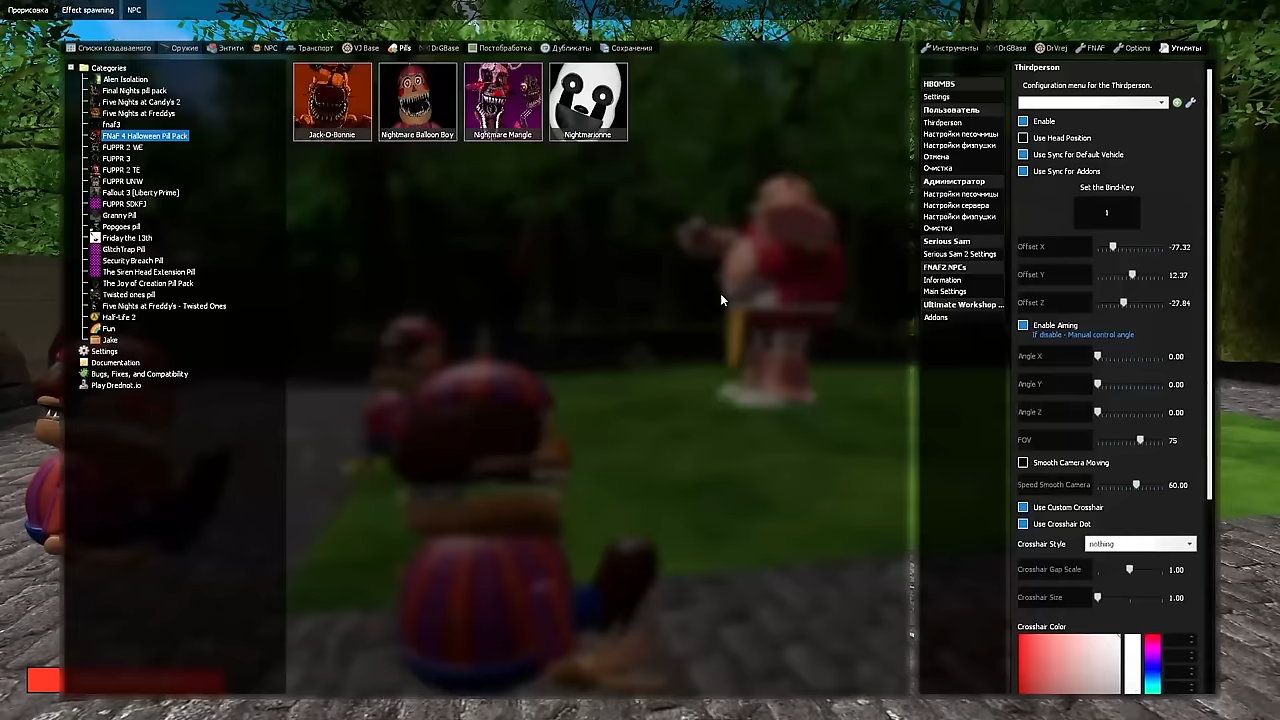 Прорисовка Effect spawning NPC
Списки создаваемого Оружие Энтити NPC Транспорт VJ Base Pills DrGBase Постобработка Дубликаты Сохранения
Инструменты DrGBase DrVrej FNAF Options Утилиты
Categories
Alien Isolation
Final Nights pill pack
Five Nights at Candy's 2
Five Nights at Freddys
fnaf3
FNaF 4 Halloween Pill Pack
FUPPR 2 WE
FUPPR 3
FUPPR 2 TE
FUPPR UNW
Fallout 3 (Liberty Prime)
FUPPR SDKFJ
Granny Pill
Popgoes pill
Friday the 13th
GlitchTrap Pill
Security Breach Pill
The Siren Head Extension Pill
The Joy of Creation Pill Pack
Twisted ones pill
Five Nights at Freddy's - Twisted Ones
Half-Life 2
Fun
Jake
Settings
Documentation
Bugs, Fixes, and Compatibility
Play Drednot.io
Jack-O-Bonnie
Nightmare Balloon Boy
Nightmare Mangle
Nightmarionne
HBOMBS
Settings
Пользователь
Thirdperson
Настройки песочницы
Настройки физпушки
Отмена
Очистка
Администратор
Настройки песочницы
Настройки сервера
Настройки физпушки
Очистка
Serious Sam
Serious Sam 2 Settings
FNAF2 NPCs
Information
Main Settings
Ultimate Workshop ...
Addons
Thirdperson
Configuration menu for the Thirdperson.
Enable
Use Head Position
Use Sync for Default Vehicle
Use Sync for Addons
Set the Bind-Key
1
Offset X -77.32
Offset Y 12.37
Offset Z -27.84
Enable Aiming
If disable - Manual control angle
Angle X 0.00
Angle Y 0.00
Angle Z 0.00
FOV 75
Smooth Camera Moving
Speed Smooth Camera 60.00
Use Custom Crosshair
Use Crosshair Dot
Crosshair Style nothing
Crosshair Gap Scale 1.00
Crosshair Size 1.00
Crosshair Color